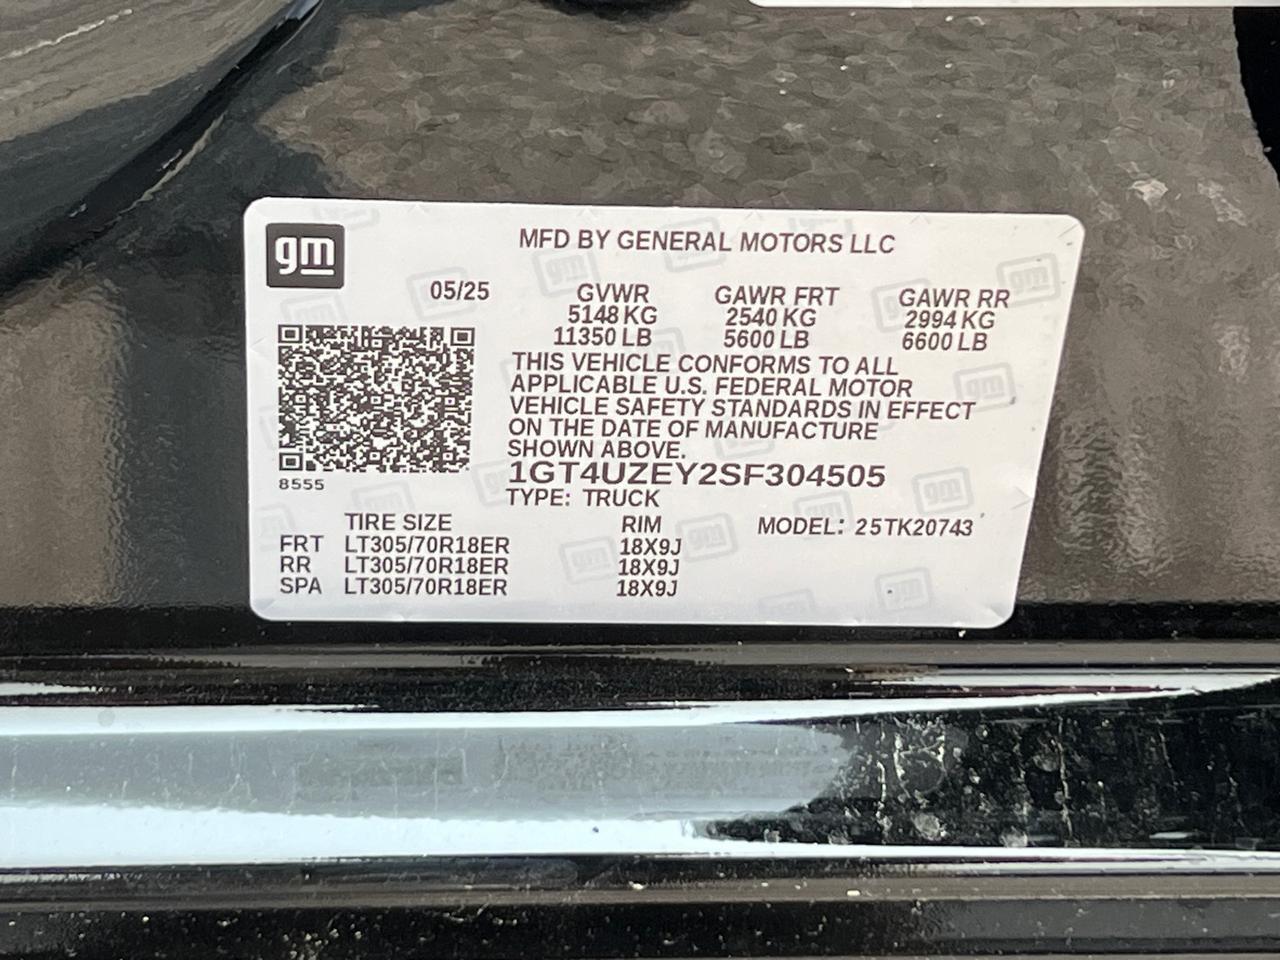 gm
MFD BY GENERAL MOTORS LLC
05/25
GVWR GAWR FRT GAWR RR
5148 KG 2540 KG 2994 KG
11350 LB 5600 LB 6600 LB
THIS VEHICLE CONFORMS TO ALL
APPLICABLE U.S. FEDERAL MOTOR
VEHICLE SAFETY STANDARDS IN EFFECT
ON THE DATE OF MANUFACTURE
SHOWN ABOVE.
1GT4UZEY2SF304505
8555
TYPE: TRUCK
TIRE SIZE RIM MODEL: 25TK20743
FRT LT305/70R18ER 18X9J
RR LT305/70R18ER 18X9J
SPA LT305/70R18ER 18X9J